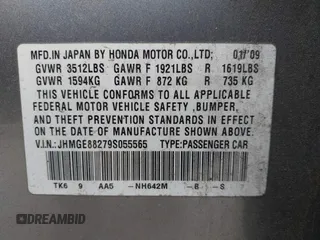 MFD.IN JAPAN BY HONDA MOTOR CO.,LTD; 01/09
GVWR 3512LBS GAWR F 1921LBS R 1619LBS
GVWR 1594KG GAWR F 872 KG R 735 KG
THIS VEHICLE CONFORMS TO ALL APPLICABLE
FEDERAL MOTOR VEHICLE SAFETY ,BUMPER,
AND THEFT PREVENTION STANDARDS IN EFFECT
ON THE DATE OF MANUFACTURE SHOWN ABOVE.
V.I.N.:JHMGE88279S055565 TYPE:PASSENGER CAR
TK6 9 AA5 -NH642M -B -S
DREAMBID